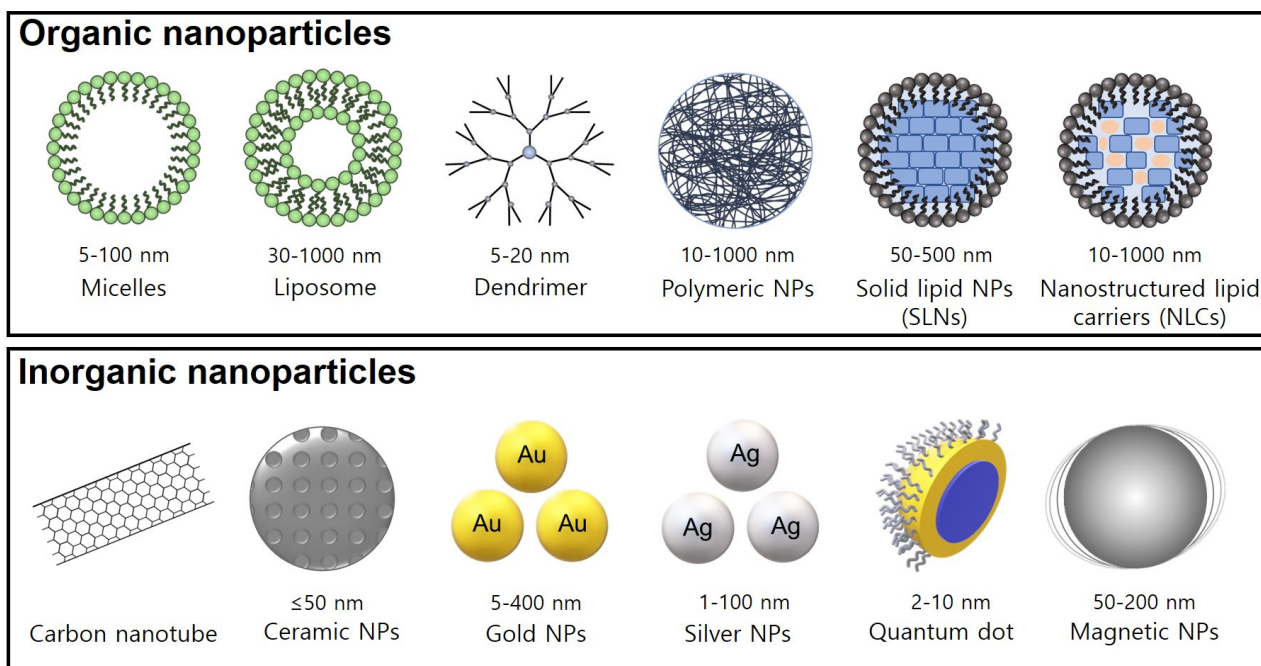 Organic nanoparticles
5-100 nm
Micelles
30-1000 nm
Liposome
5-20 nm
Dendrimer
10-1000 nm
Polymeric NPs
50-500 nm
Solid lipid NPs
(SLNs)
10-1000 nm
Nanostructured lipid
carriers (NLCs)
Inorganic nanoparticles
Carbon nanotube
≤50 nm
Ceramic NPs
Au
Au
Au
5-400 nm
Gold NPs
Ag
Ag
Ag
1-100 nm
Silver NPs
2-10 nm
Quantum dot
50-200 nm
Magnetic NPs